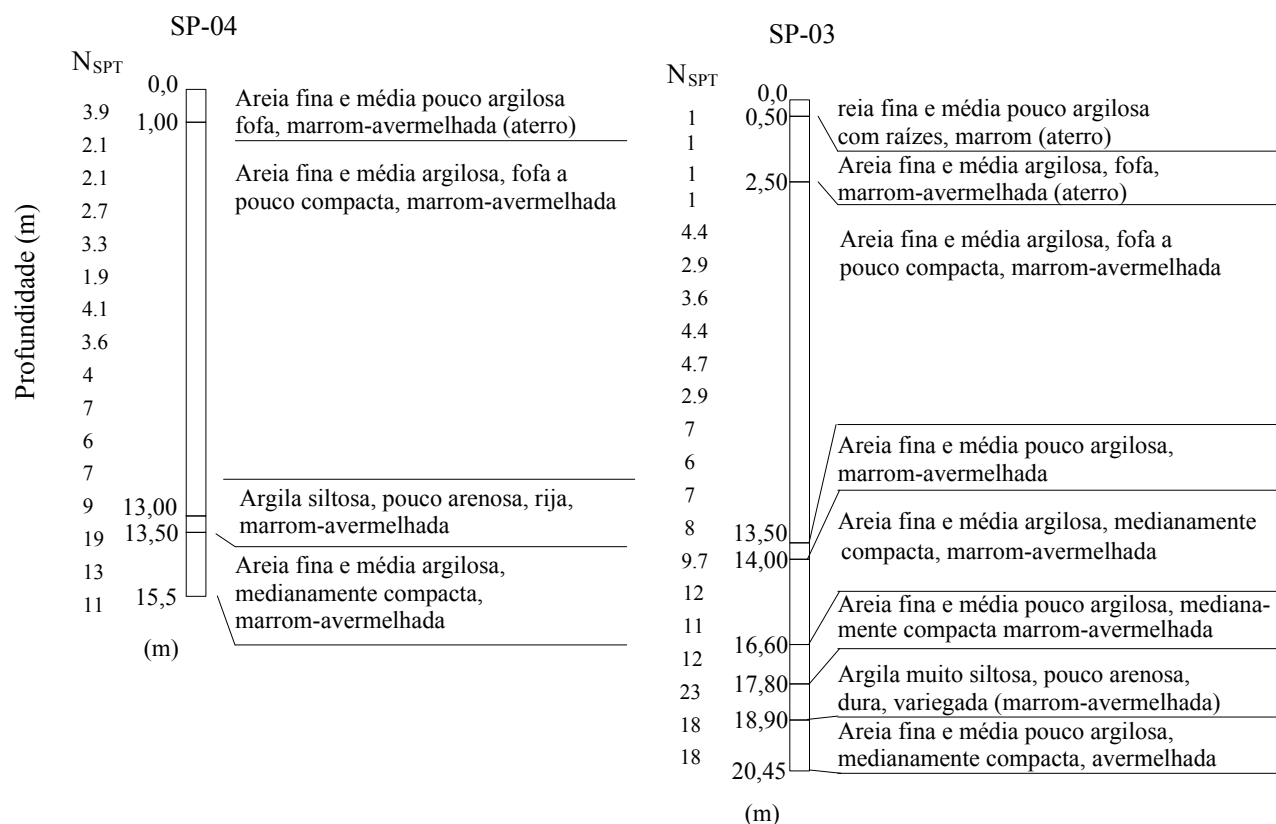 SP-04
N_SPT
0,0
3.9
1,00
2.1
2.1
2.7
3.3
1.9
4.1
3.6
4
7
6
7
9
13,00
19
13,50
13
11
15,5
(m)
Profundidade (m)
Areia fina e média pouco argilosa
fofa, marrom-avermelhada (aterro)
Areia fina e média argilosa, fofa a
pouco compacta, marrom-avermelhada
Argila siltosa, pouco arenosa, rija,
marrom-avermelhada
Areia fina e média argilosa,
medianamente compacta,
marrom-avermelhada
SP-03
N_SPT
0,0
1
0,50
1
1
2,50
1
4.4
2.9
3.6
4.4
4.7
2.9
7
6
7
8
13,50
9.7
14,00
12
11
16,60
12
17,80
23
18,90
18
18
20,45
(m)
reia fina e média pouco argilosa
com raízes, marrom (aterro)
Areia fina e média argilosa, fofa,
marrom-avermelhada (aterro)
Areia fina e média argilosa, fofa a
pouco compacta, marrom-avermelhada
Areia fina e média pouco argilosa,
marrom-avermelhada
Areia fina e média argilosa, medianamente
compacta, marrom-avermelhada
Areia fina e média pouco argilosa, mediana-
mente compacta marrom-avermelhada
Argila muito siltosa, pouco arenosa,
dura, variegada (marrom-avermelhada)
Areia fina e média pouco argilosa,
medianamente compacta, avermelhada